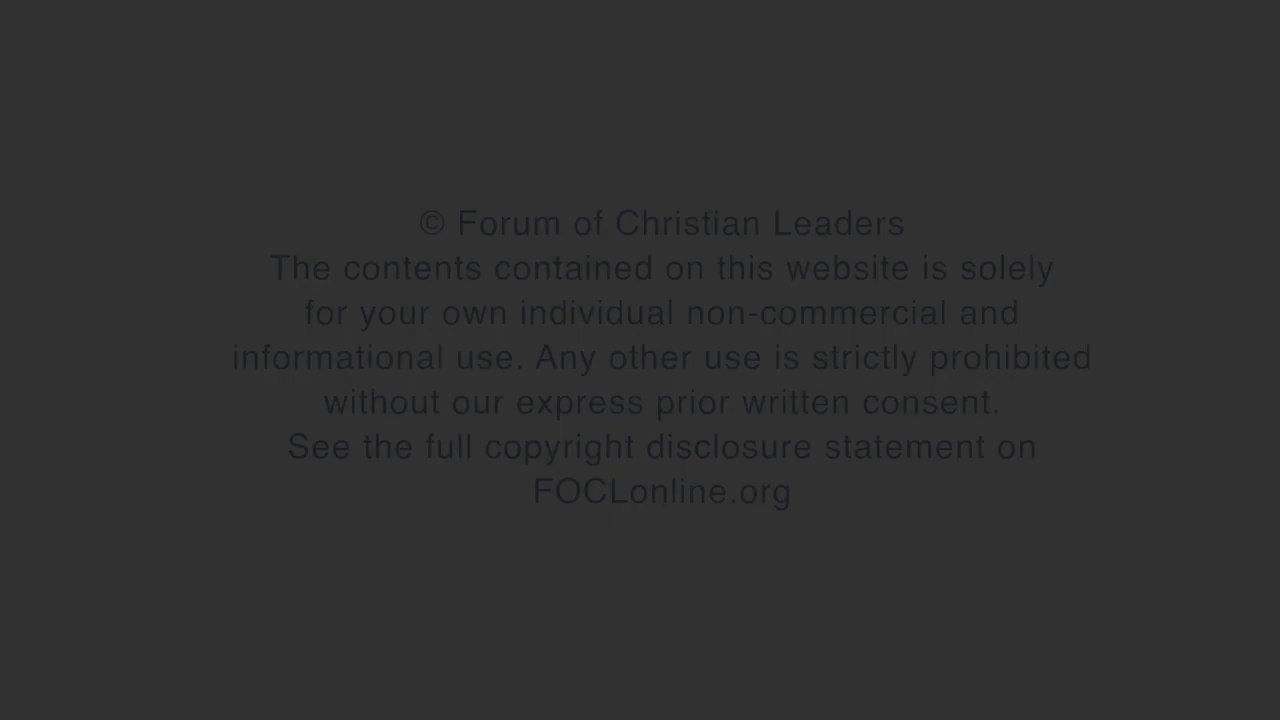 © Forum of Christian Leaders
The contents contained on this website is solely
for your own individual non-commercial and
informational use. Any other use is strictly prohibited
without our express prior written consent.
See the full copyright disclosure statement on
FOCLonline.org